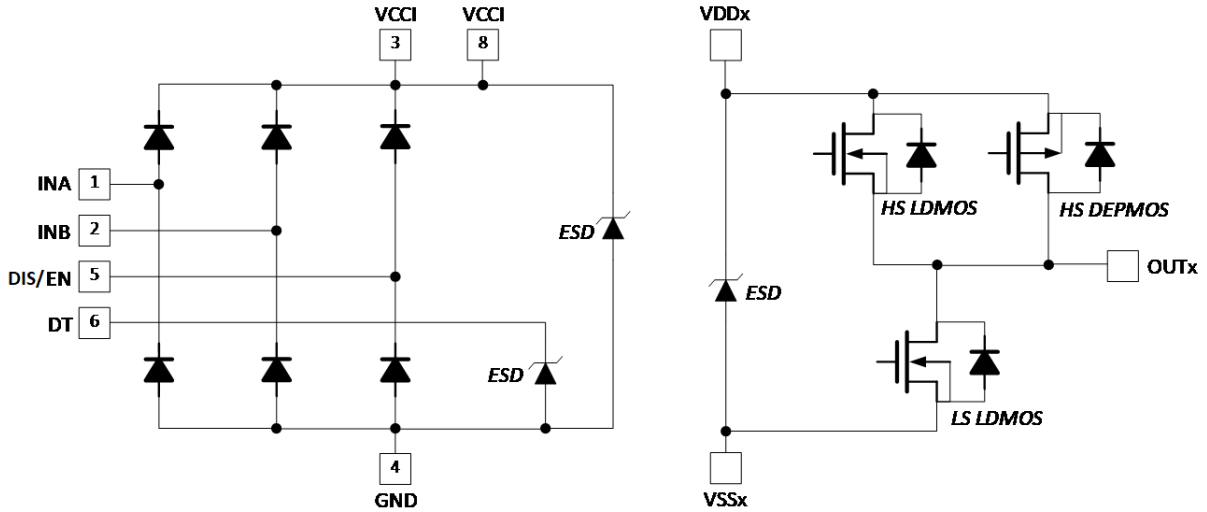 VCCI VCCI
3 8
VDDx
INA 1
INB 2
DIS/EN 5
DT 6
ESD
ESD
GND
4
ESD
HS LDMOS HS DEPMOS
OUTx
LS LDMOS
VSSx